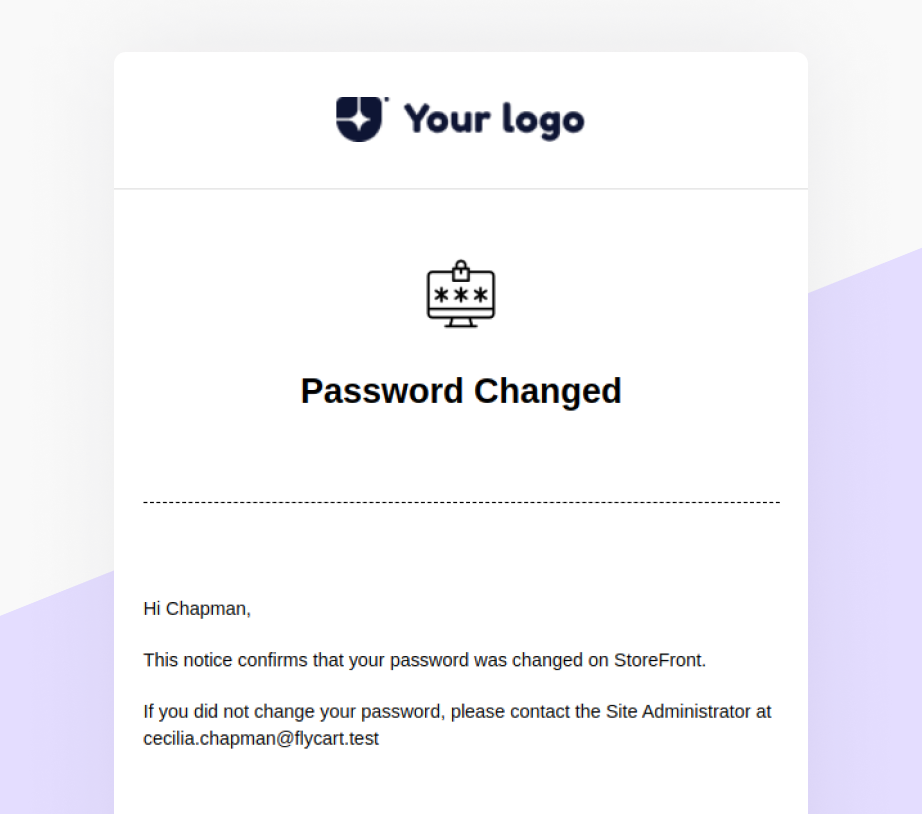 Your logo
***
Password Changed
Hi Chapman,
This notice confirms that your password was changed on StoreFront.
If you did not change your password, please contact the Site Administrator at
cecilia.chapman@flycart.test